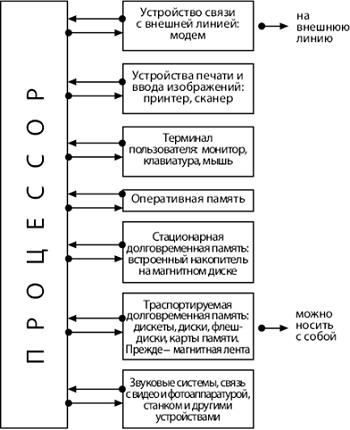 ПРОЦЕССОР
Устройство связи
с внешней линией:
модем
на
внешнюю
линию
Устройства печати и
ввода изображений:
принтер, сканер
Терминал
пользователя: монитор,
клавиатура, мышь
Оперативная память
Стационарная
долговременная память:
встроенный накопитель
на магнитном диске
Траспортируемая
долговременная память:
дискеты, диски, флеш-
диски, карты памяти.
Прежде – магнитная лента
можно
носить
с собой
Звуковые системы, связь
с видео и фотоаппаратурой,
станком и другими
устройствами